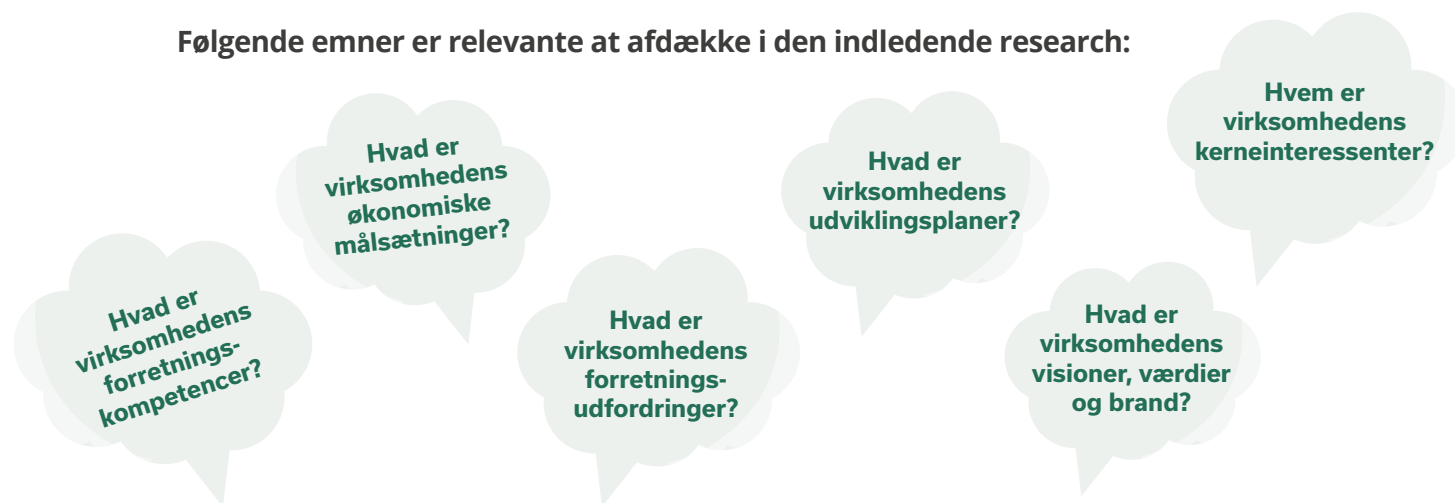 Følgende emner er relevante at afdække i den indledende research:
Hvad er
virksomhedens
forretnings-
kompetencer?
Hvad er
virksomhedens
økonomiske
målsætninger?
Hvad er
virksomhedens
forretnings-
udfordringer?
Hvad er
virksomhedens
udviklingsplaner?
Hvad er
virksomhedens
visioner, værdier
og brand?
Hvem er
virksomhedens
kerneinteressenter?